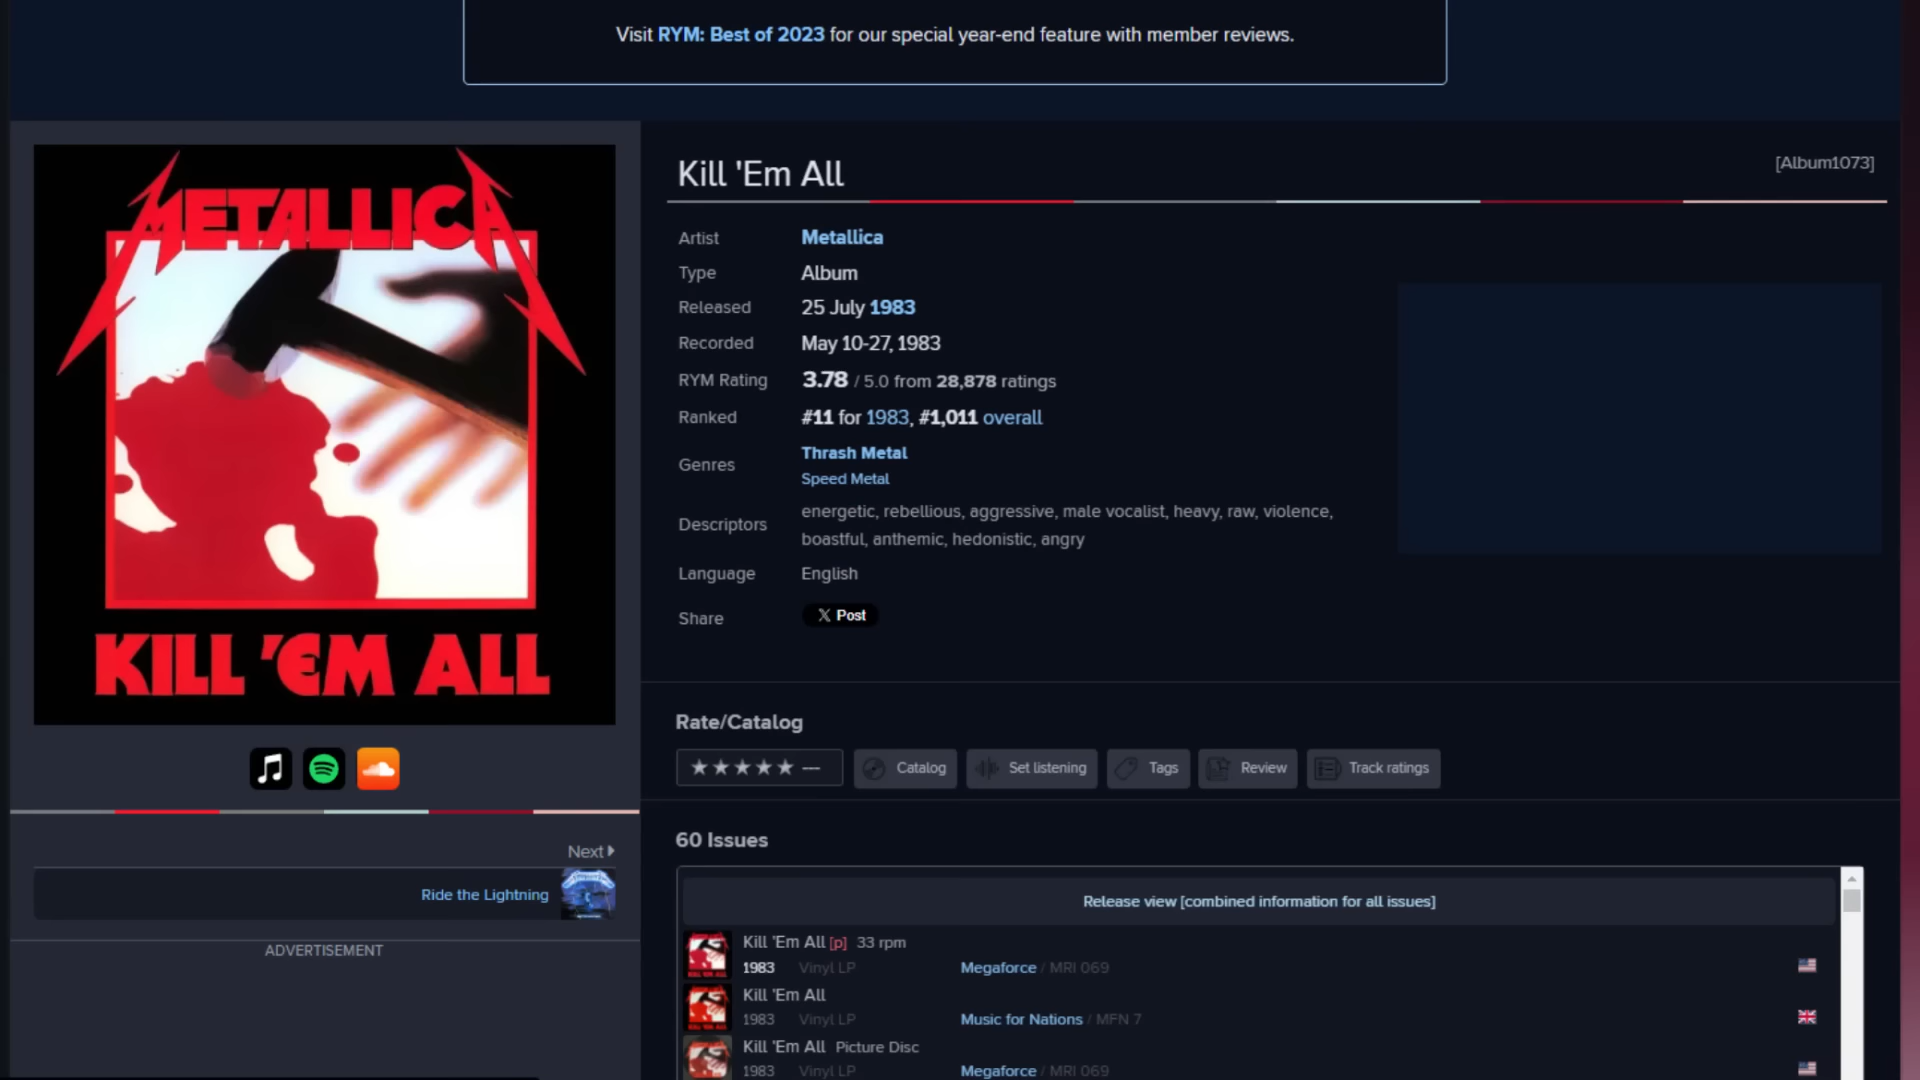 Visit RYM: Best of 2023 for our special year-end feature with member reviews.
METALLICA
KILL 'EM ALL
Next
Ride the Lightning
ADVERTISEMENT
Kill 'Em All
[Album1073]
Artist Metallica
Type Album
Released 25 July 1983
Recorded May 10-27, 1983
RYM Rating 3.78 / 5.0 from 28,878 ratings
Ranked #11 for 1983, #1,011 overall
Genres Thrash Metal
Speed Metal
Descriptors energetic, rebellious, aggressive, male vocalist, heavy, raw, violence,
boastful, anthemic, hedonistic, angry
Language English
Share X Post
Rate/Catalog
Catalog Set listening Tags Review Track ratings
60 Issues
Release view [combined information for all issues]
Kill 'Em All [p] 33 rpm
1983 Vinyl LP Megaforce / MRI 069
Kill 'Em All
1983 Vinyl LP Music for Nations / MFN 7
Kill 'Em All Picture Disc
1983 Vinyl LP Megaforce / MRI 069